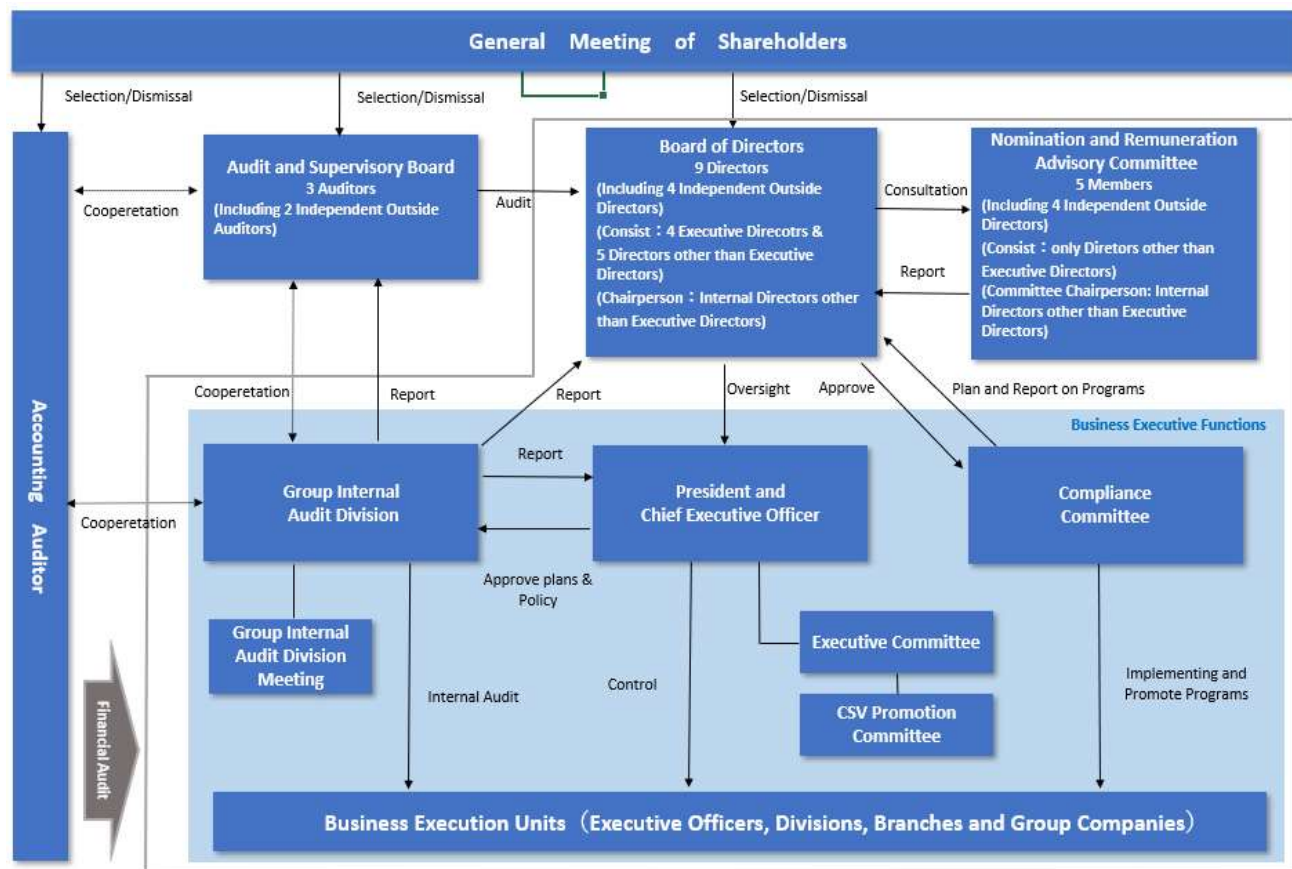 General Meeting of Shareholders
Selection/Dismissal
Selection/Dismissal
Selection/Dismissal
Audit and Supervisory Board
3 Auditors
(Including 2 Independent Outside
Auditors)
Cooperetation
Audit
Board of Directors
9 Directors
(Including 4 Independent Outside
Directors)
(Consist：4 Executive Direcotrs &
5 Directors other than Executive
Directors)
(Chairperson：Internal Directors other
than Executive Directors)
Consultation
Report
Nomination and Remuneration
Advisory Committee
5 Members
(Including 4 Independent Outside
Directors)
(Consist：only Diretors other than
Executive Directors)
(Committee Chairperson: Internal
Directors other than Executive
Directors)
Accounting Auditor
Cooperetation
Report
Report
Oversight
Approve
Plan and Report on Programs
Business Executive Functions
Cooperetation
Group Internal
Audit Division
Report
Approve plans &
Policy
President and
Chief Executive Officer
Compliance
Committee
Group Internal
Audit Division
Meeting
Internal Audit
Control
Executive Committee
CSV Promotion
Committee
Implementing and
Promote Programs
Financial Audit
Business Execution Units（Executive Officers, Divisions, Branches and Group Companies）